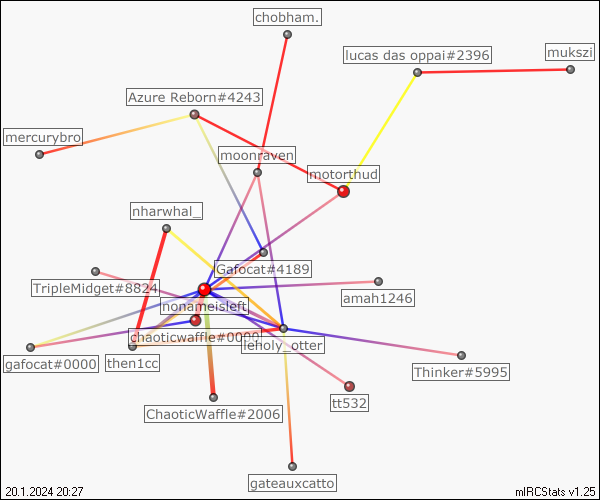 chobham.
lucas das oppai#2396
mukszi
Azure Reborn#4243
mercurybro
moonraven
motorthud
nharwhal_
Gafocat#4189
TripleMidget#8824
amah1246
nonameisleft
chaoticwaffle#0000
leholy_otter
gafocat#0000
then1cc
Thinker#5995
tt532
ChaoticWaffle#2006
gateauxcatto
20.1.2024 20:27
mIRCStats v1.25